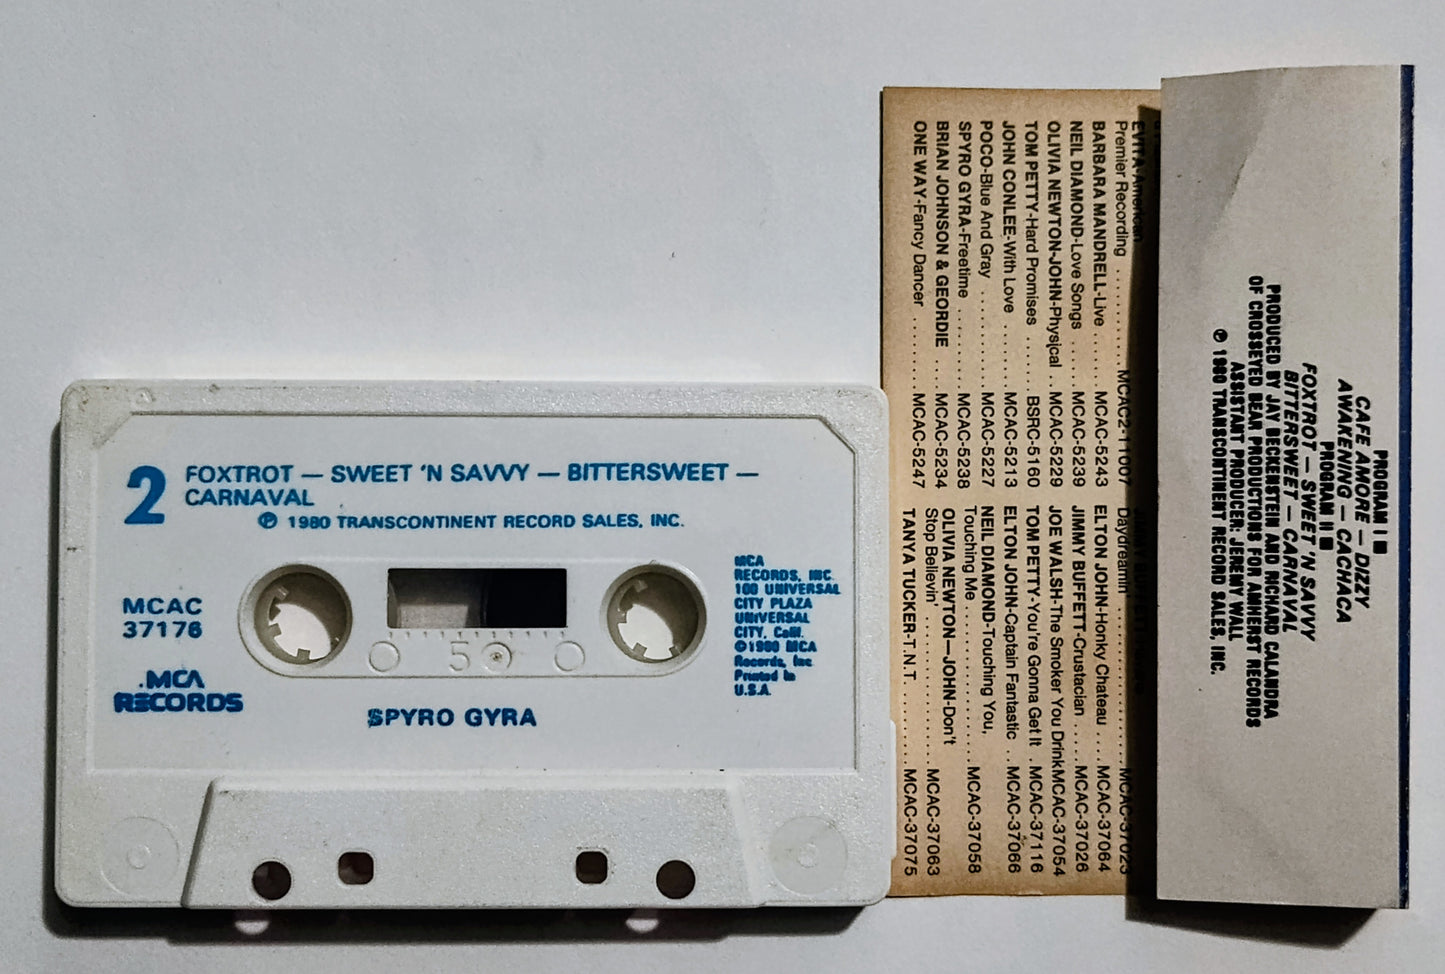 2
FOXTROT — SWEET 'N SAVVY — BITTERSWEET —
CARNAVAL
℗ 1980 TRANSCONTINENT RECORD SALES, INC.
MCAC
37176
MCA
RECORDS
SPYRO GYRA
MCA
RECORDS, INC.
100 UNIVERSAL
CITY PLAZA
UNIVERSAL
CITY, Calif.
©1980 MCA
Records, Inc
Printed in
U.S.A.
50
EVITA-American
Premier Recording ............ MCAC2-11007
BARBARA MANDRELL-Live ...... MCAC-5243
NEIL DIAMOND-Love Songs ..... MCAC-5239
OLIVIA NEWTON-JOHN-Physical .. MCAC-5229
TOM PETTY-Hard Promises ...... BSRC-5160
JOHN CONLEE-With Love ........ MCAC-5213
POCO-Blue And Gray ............ MCAC-5227
SPYRO GYRA-Freetime .......... MCAC-5238
BRIAN JOHNSON & GEORDIE .... MCAC-5234
ONE WAY-Fancy Dancer ......... MCAC-5247
JIMMY BUFFETT
Daydreamin' .................. MCAC-37023
ELTON JOHN-Honky Chateau .... MCAC-37064
JIMMY BUFFETT-Crustacian .... MCAC-37026
JOE WALSH-The Smoker You DrinkMCAC-37054
TOM PETTY-You're Gonna Get It . MCAC-37116
ELTON JOHN-Captain Fantastic .. MCAC-37066
NEIL DIAMOND-Touching You,
Touching Me .................. MCAC-37058
OLIVIA NEWTON—JOHN-Don't
Stop Believin' ................ MCAC-37063
TANYA TUCKER-T.N.T. .......... MCAC-37075
PROGRAM I ■
CAFE AMORE — DIZZY
AWAKENING — CACHACA
PROGRAM II ■
FOXTROT — SWEET 'N SAVVY
BITTERSWEET — CARNAVAL
PRODUCED BY JAY BECKENSTEIN AND RICHARD CALANDRA
OF CROSSEYED BEAR PRODUCTIONS FOR AMHERST RECORDS
ASSISTANT PRODUCER: JEREMY WALL
℗ 1980 TRANSCONTINENT RECORD SALES, INC.